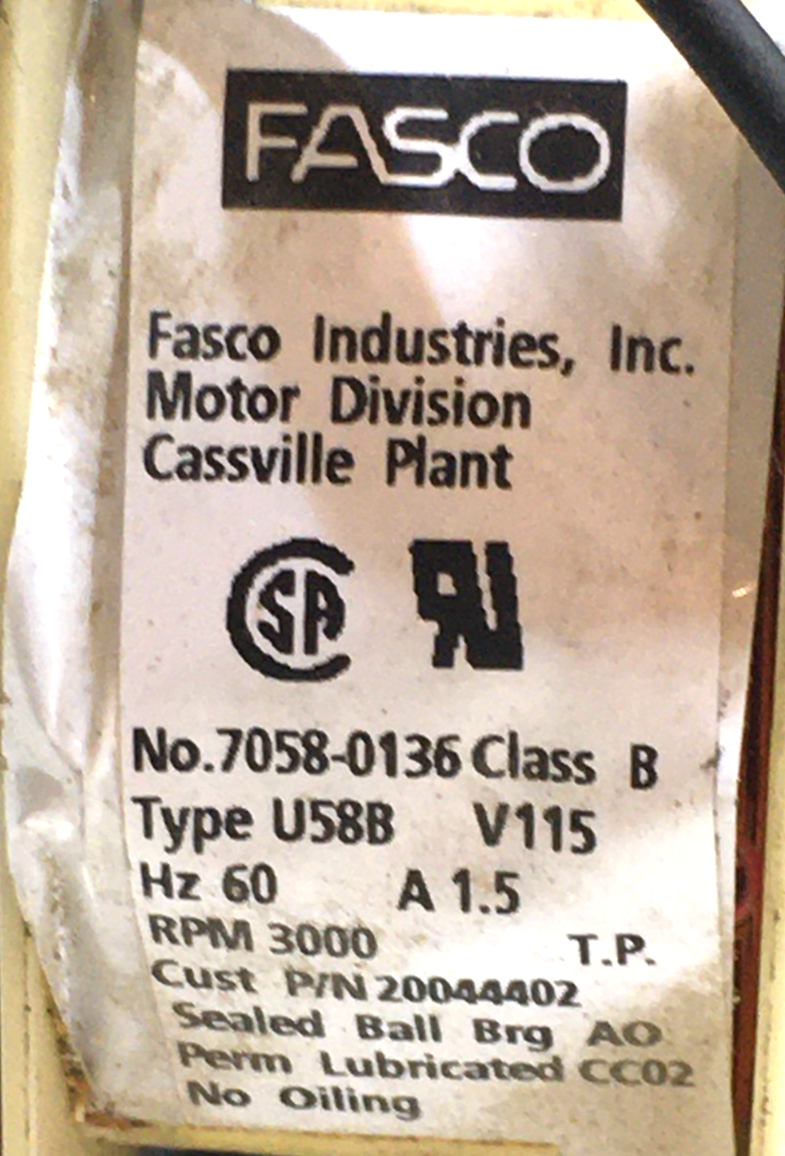 FASCO
Fasco Industries, Inc.
Motor Division
Cassville Plant
SA
No.7058-0136 Class B
Type U58B V115
Hz 60 A 1.5
RPM 3000 T.P.
Cust P/N 20044402
Sealed Ball Brg AO
Perm Lubricated CC02
No Oiling